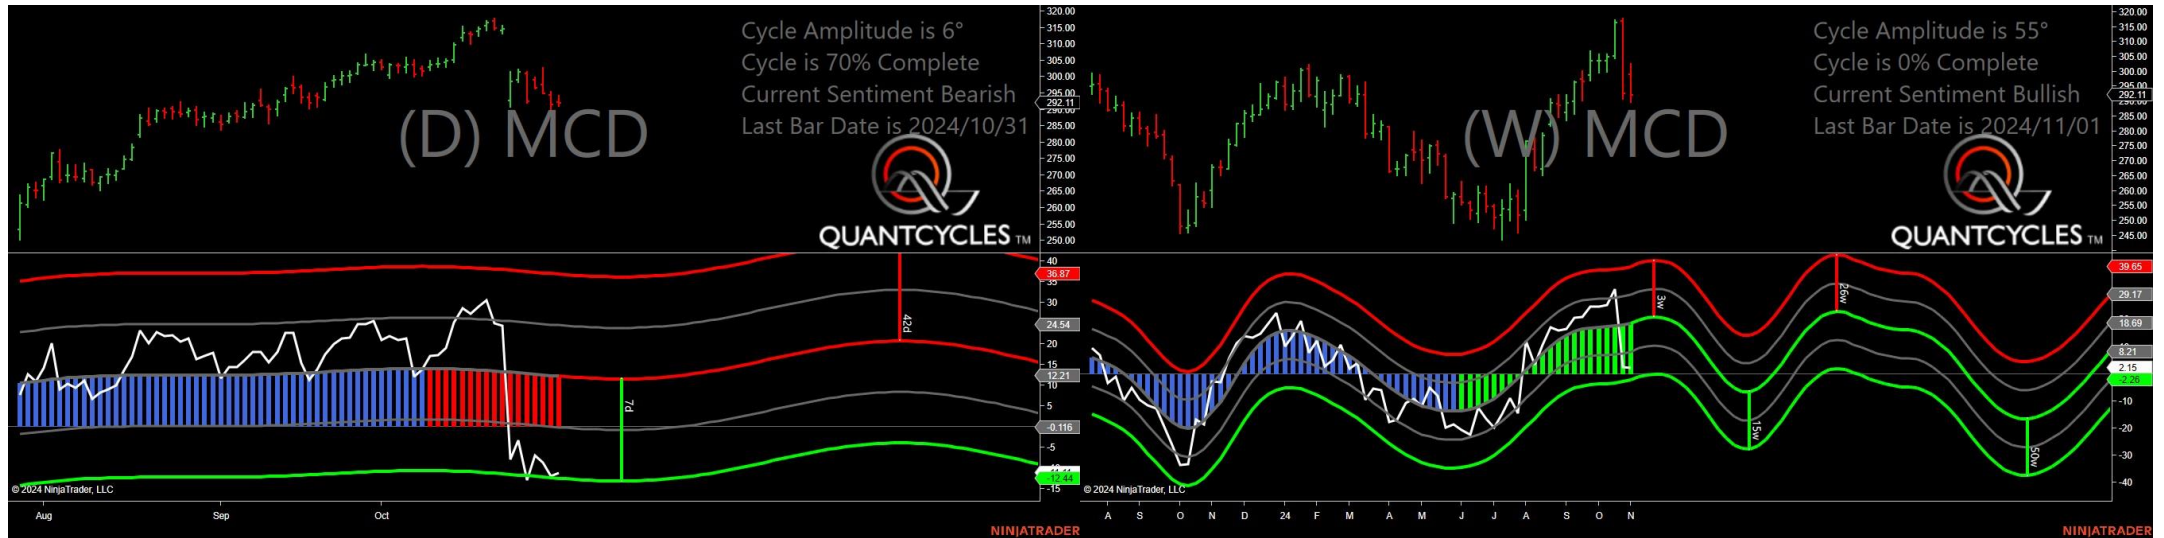 Cycle Amplitude is 6°
Cycle is 70% Complete
Current Sentiment Bearish
Last Bar Date is 2024/10/31
(D) MCD
QUANTCYCLES TM
320.00
315.00
310.00
305.00
300.00
295.00
292.11
285.00
280.00
275.00
270.00
265.00
260.00
255.00
250.00
40
36.87
35
30
24.54
20
15
12.21
10
5
-0.116
-5
-12.44
-15
42d
7d
© 2024 NinjaTrader, LLC
Aug Sep Oct
NINJATRADER
Cycle Amplitude is 55°
Cycle is 0% Complete
Current Sentiment Bullish
Last Bar Date is 2024/11/01
(W) MCD
QUANTCYCLES TM
320.00
315.00
310.00
305.00
300.00
295.00
292.11
285.00
280.00
275.00
270.00
265.00
260.00
255.00
250.00
245.00
39.65
29.17
18.69
8.21
2.15
-2.26
-10
-20
-30
-40
3w
26w
15w
50w
© 2024 NinjaTrader, LLC
A S O N D 24 F M A M J J A S O N
NINJATRADER